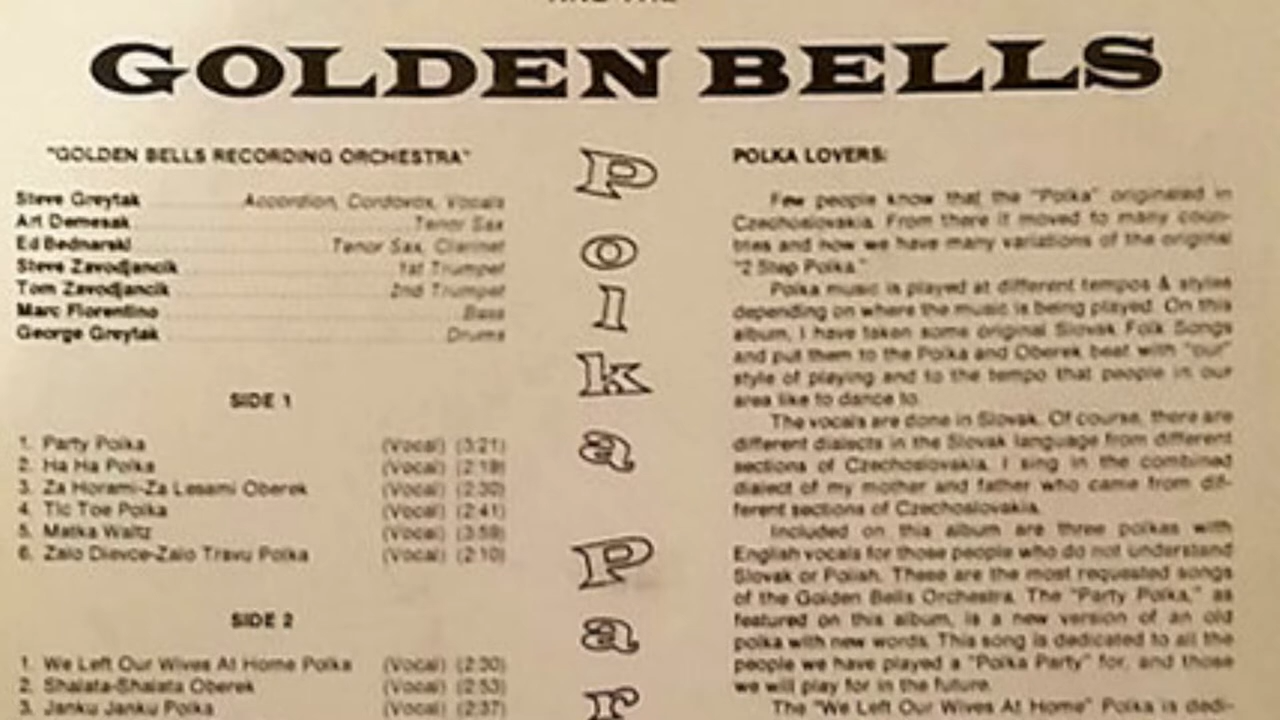 AND THE
GOLDEN BELLS
"GOLDEN BELLS RECORDING ORCHESTRA"
Steve Greytak Accordion, Cordovox, Vocals
Art Demesak Tenor Sax
Ed Bednarski Tenor Sax, Clarinet
Steve Zavodjancik 1st Trumpet
Tom Zavodjancik 2nd Trumpet
Marc Florentino Bass
George Greytak Drums
SIDE 1
1. Party Polka (Vocal) (3:21)
2. Ha Ha Polka (Vocal) (2:18)
3. Za Horami-Za Lesami Oberek (Vocal) (2:30)
4. Tic Toe Polka (Vocal) (2:41)
5. Matka Waltz (Vocal) (3:59)
6. Zalo Dievce-Zalo Travu Polka (Vocal) (2:10)
SIDE 2
1. We Left Our Wives At Home Polka (Vocal) (2:30)
2. Shalata-Shalata Oberek (Vocal) (2:53)
3. Janku Janku Polka (Vocal) (2:37)
Polka Par
POLKA LOVERS:
Few people know that the "Polka" originated in
Czechoslovakia. From there it moved to many coun-
tries and now we have many variations of the original
"2 Step Polka."
Polka music is played at different tempos & styles
depending on where the music is being played. On this
album, I have taken some original Slovak Folk Songs
and put them to the Polka and Oberek beat with "our"
style of playing and to the tempo that people in our
area like to dance to.
The vocals are done in Slovak. Of course, there are
different dialects in the Slovak language from different
sections of Czechoslovakia. I sing in the combined
dialect of my mother and father who came from dif-
ferent sections of Czechoslovakia.
Included on this album are three polkas with
English vocals for those people who do not understand
Slovak or Polish. These are the most requested songs
of the Golden Bells Orchestra. The "Party Polka," as
featured on this album, is a new version of an old
polka with new words. This song is dedicated to all the
people we have played a "Polka Party" for, and those
we will play for in the future.
The "We Left Our Wives At Home" Polka is dedi-